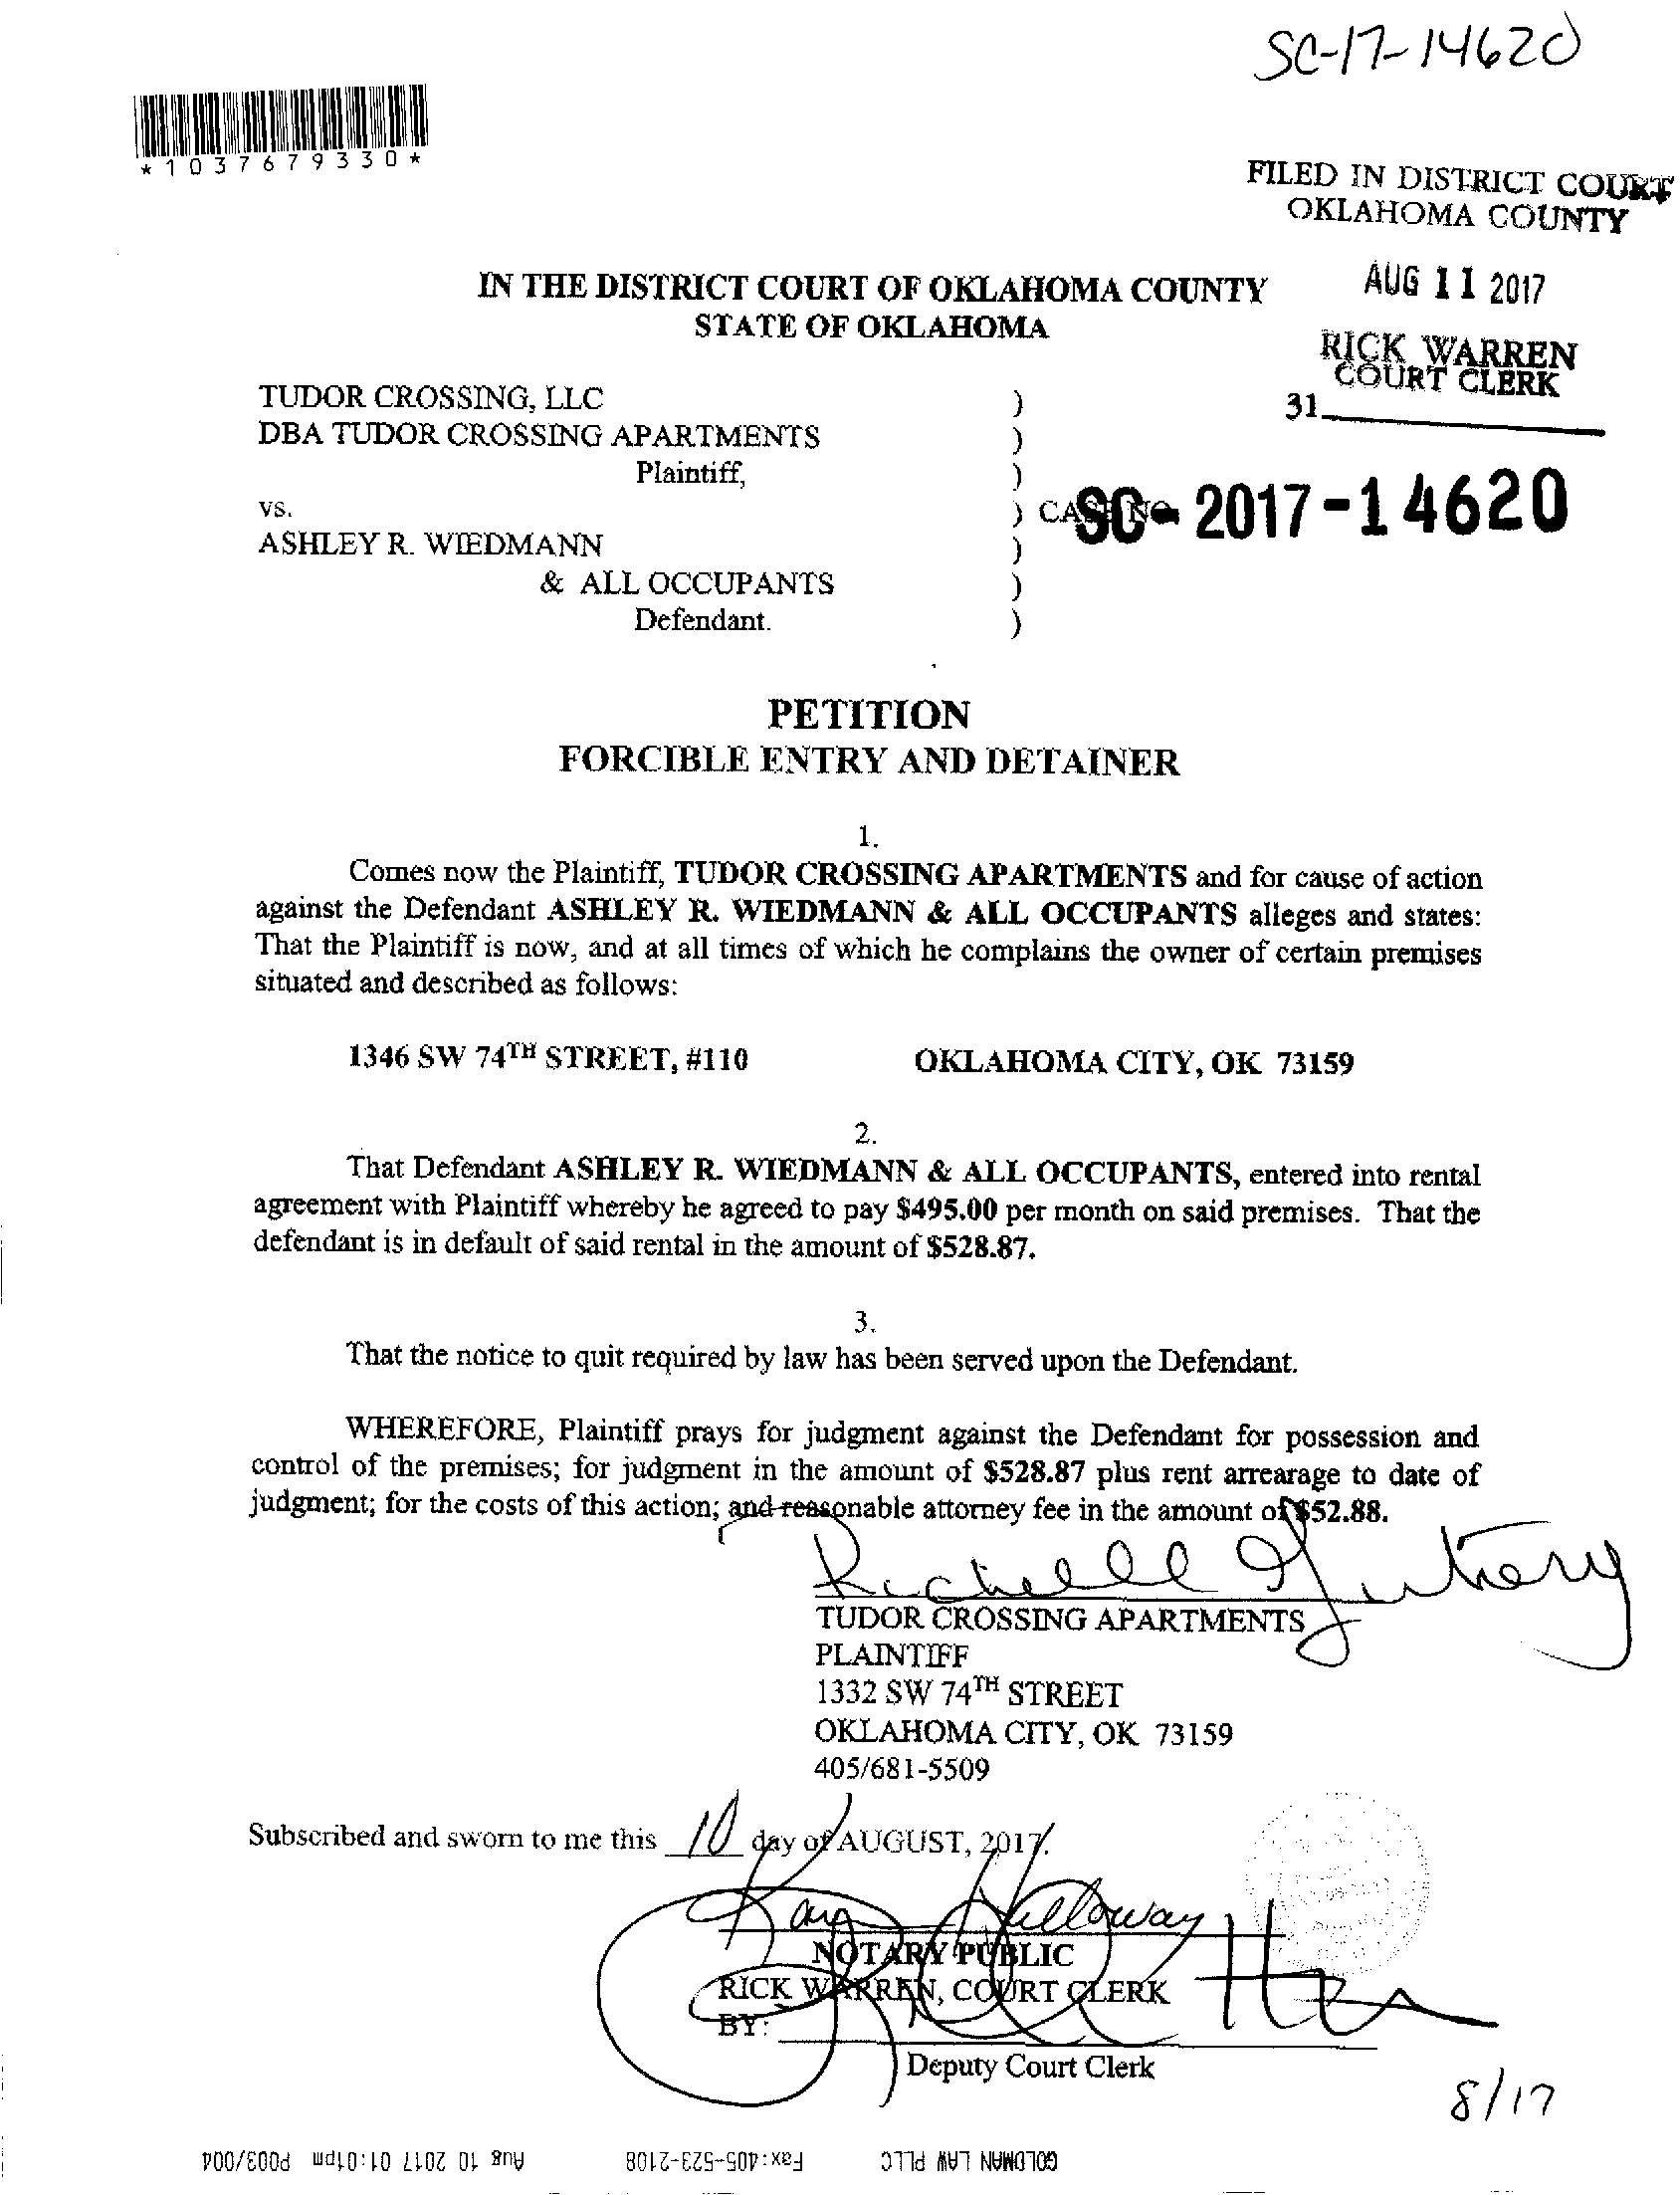 SC-17-14620
*1037679330*
FILED IN DISTRICT COURT
OKLAHOMA COUNTY
AUG 11 2017
RICK WARREN
COURT CLERK
31
IN THE DISTRICT COURT OF OKLAHOMA COUNTY
STATE OF OKLAHOMA
TUDOR CROSSING, LLC )
DBA TUDOR CROSSING APARTMENTS )
Plaintiff, )
vs. ) CASE NO. SC-2017-14620
ASHLEY R. WIEDMANN )
& ALL OCCUPANTS )
Defendant. )
PETITION
FORCIBLE ENTRY AND DETAINER
1.
Comes now the Plaintiff, TUDOR CROSSING APARTMENTS and for cause of action
against the Defendant ASHLEY R. WIEDMANN & ALL OCCUPANTS alleges and states:
That the Plaintiff is now, and at all times of which he complains the owner of certain premises
situated and described as follows:
1346 SW 74TH STREET, #110 OKLAHOMA CITY, OK 73159
2.
That Defendant ASHLEY R. WIEDMANN & ALL OCCUPANTS, entered into rental
agreement with Plaintiff whereby he agreed to pay $495.00 per month on said premises. That the
defendant is in default of said rental in the amount of $528.87.
3.
That the notice to quit required by law has been served upon the Defendant.
WHEREFORE, Plaintiff prays for judgment against the Defendant for possession and
control of the premises; for judgment in the amount of $528.87 plus rent arrearage to date of
judgment; for the costs of this action; and reasonable attorney fee in the amount of $52.88.
TUDOR CROSSING APARTMENTS
PLAINTIFF
1332 SW 74TH STREET
OKLAHOMA CITY, OK 73159
405/681-5509
Subscribed and sworn to me this 10 day of AUGUST, 2017.
Holloway
NOTARY PUBLIC
RICK WARREN, COURT CLERK
BY:
Deputy Court Clerk
8/17
GOLDMAN LAW PLLC Fax:405-523-2108 Aug 10 2017 01:01pm P003/004